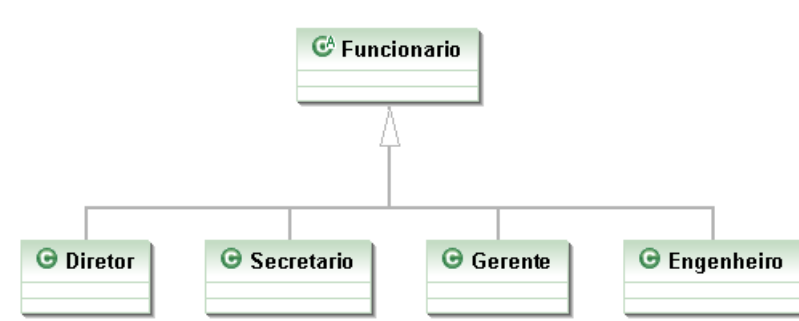 Funcionario
Diretor
Secretario
Gerente
Engenheiro